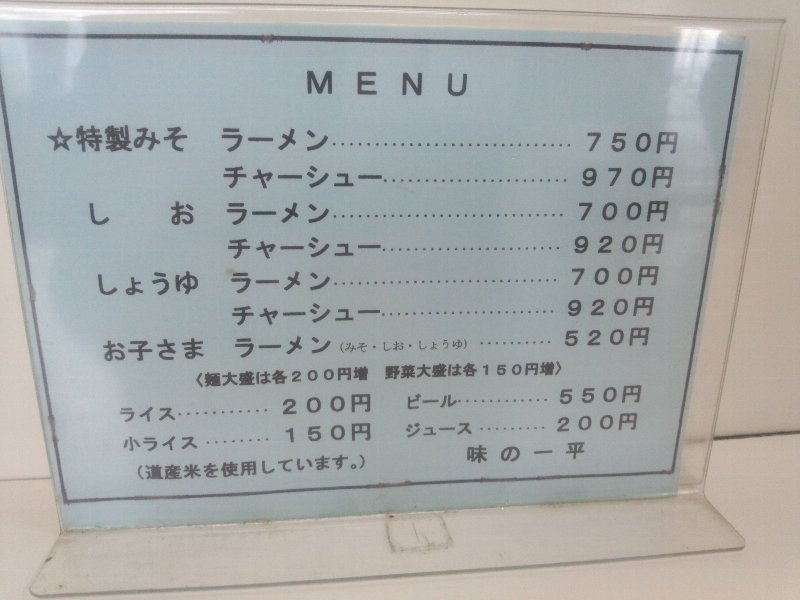 MENU
☆特製みそ ラーメン……………………… 750円
チャーシュー………………… 970円
しお ラーメン……………………… 700円
チャーシュー………………… 920円
しょうゆ ラーメン……………………… 700円
チャーシュー………………… 920円
お子さま ラーメン(みそ・しお・しょうゆ) ………… 520円
〈麺大盛は各200円増 野菜大盛は各150円増〉
ライス………… 200円 ビール………… 550円
小ライス ……… 150円 ジュース ……… 200円
(道産米を使用しています。) 味の一平